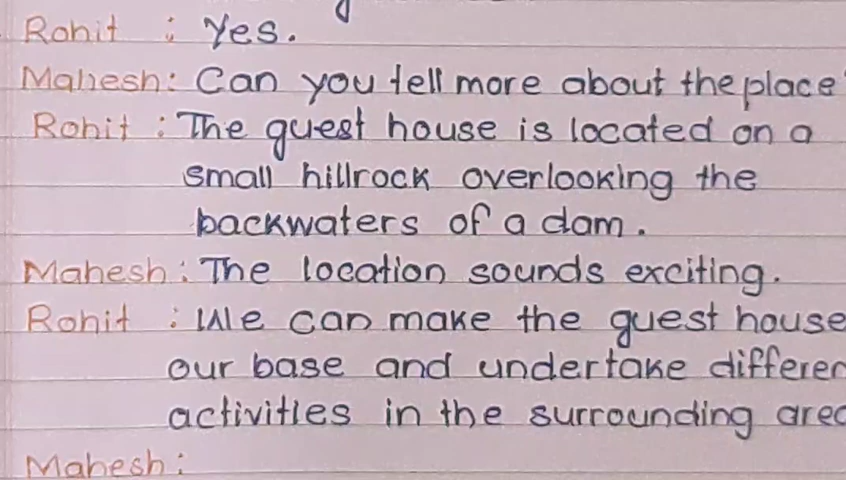 Rohit : Yes.
Mahesh: Can you tell more about the place
Rohit : The guest house is located on a
small hillrock overlooking the
backwaters of a dam.
Mahesh: The location sounds exciting.
Rohit : We can make the guest house
our base and undertake differen
activities in the surrounding area
Mahesh: